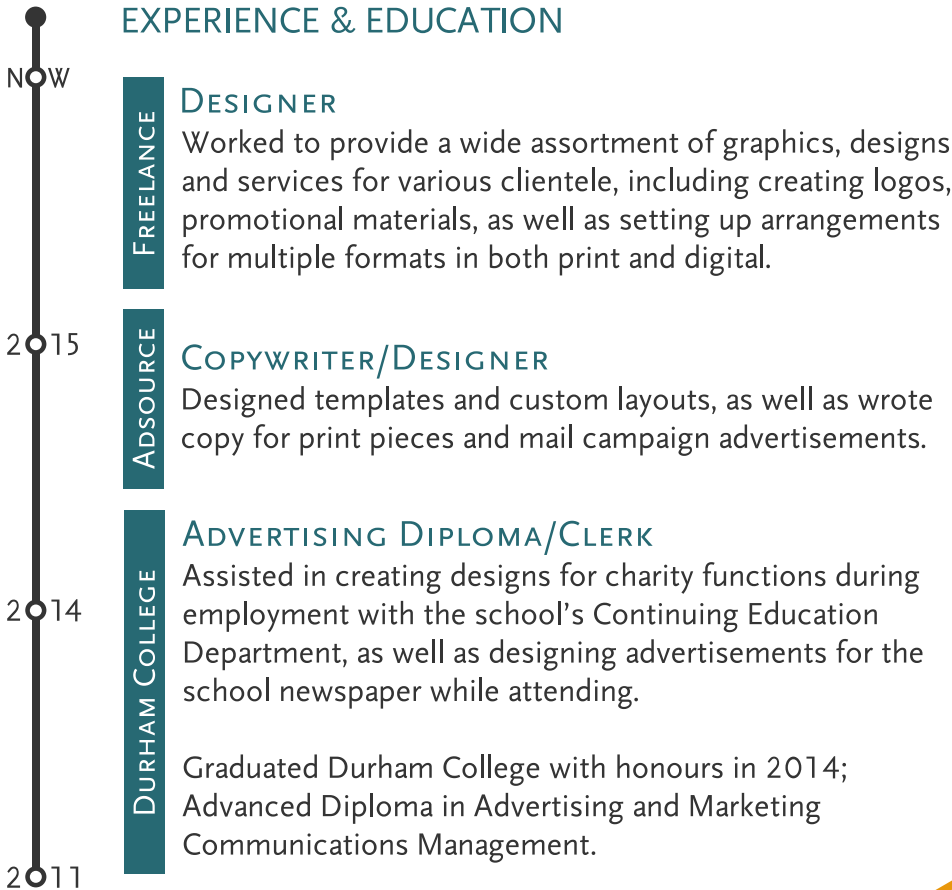 EXPERIENCE & EDUCATION
NOW
FREELANCE
DESIGNER
Worked to provide a wide assortment of graphics, designs
and services for various clientele, including creating logos,
promotional materials, as well as setting up arrangements
for multiple formats in both print and digital.
2015
ADSOURCE
COPYWRITER/DESIGNER
Designed templates and custom layouts, as well as wrote
copy for print pieces and mail campaign advertisements.
DURHAM COLLEGE
ADVERTISING DIPLOMA/CLERK
Assisted in creating designs for charity functions during
2014
employment with the school’s Continuing Education
Department, as well as designing advertisements for the
school newspaper while attending.
Graduated Durham College with honours in 2014;
Advanced Diploma in Advertising and Marketing
Communications Management.
2011